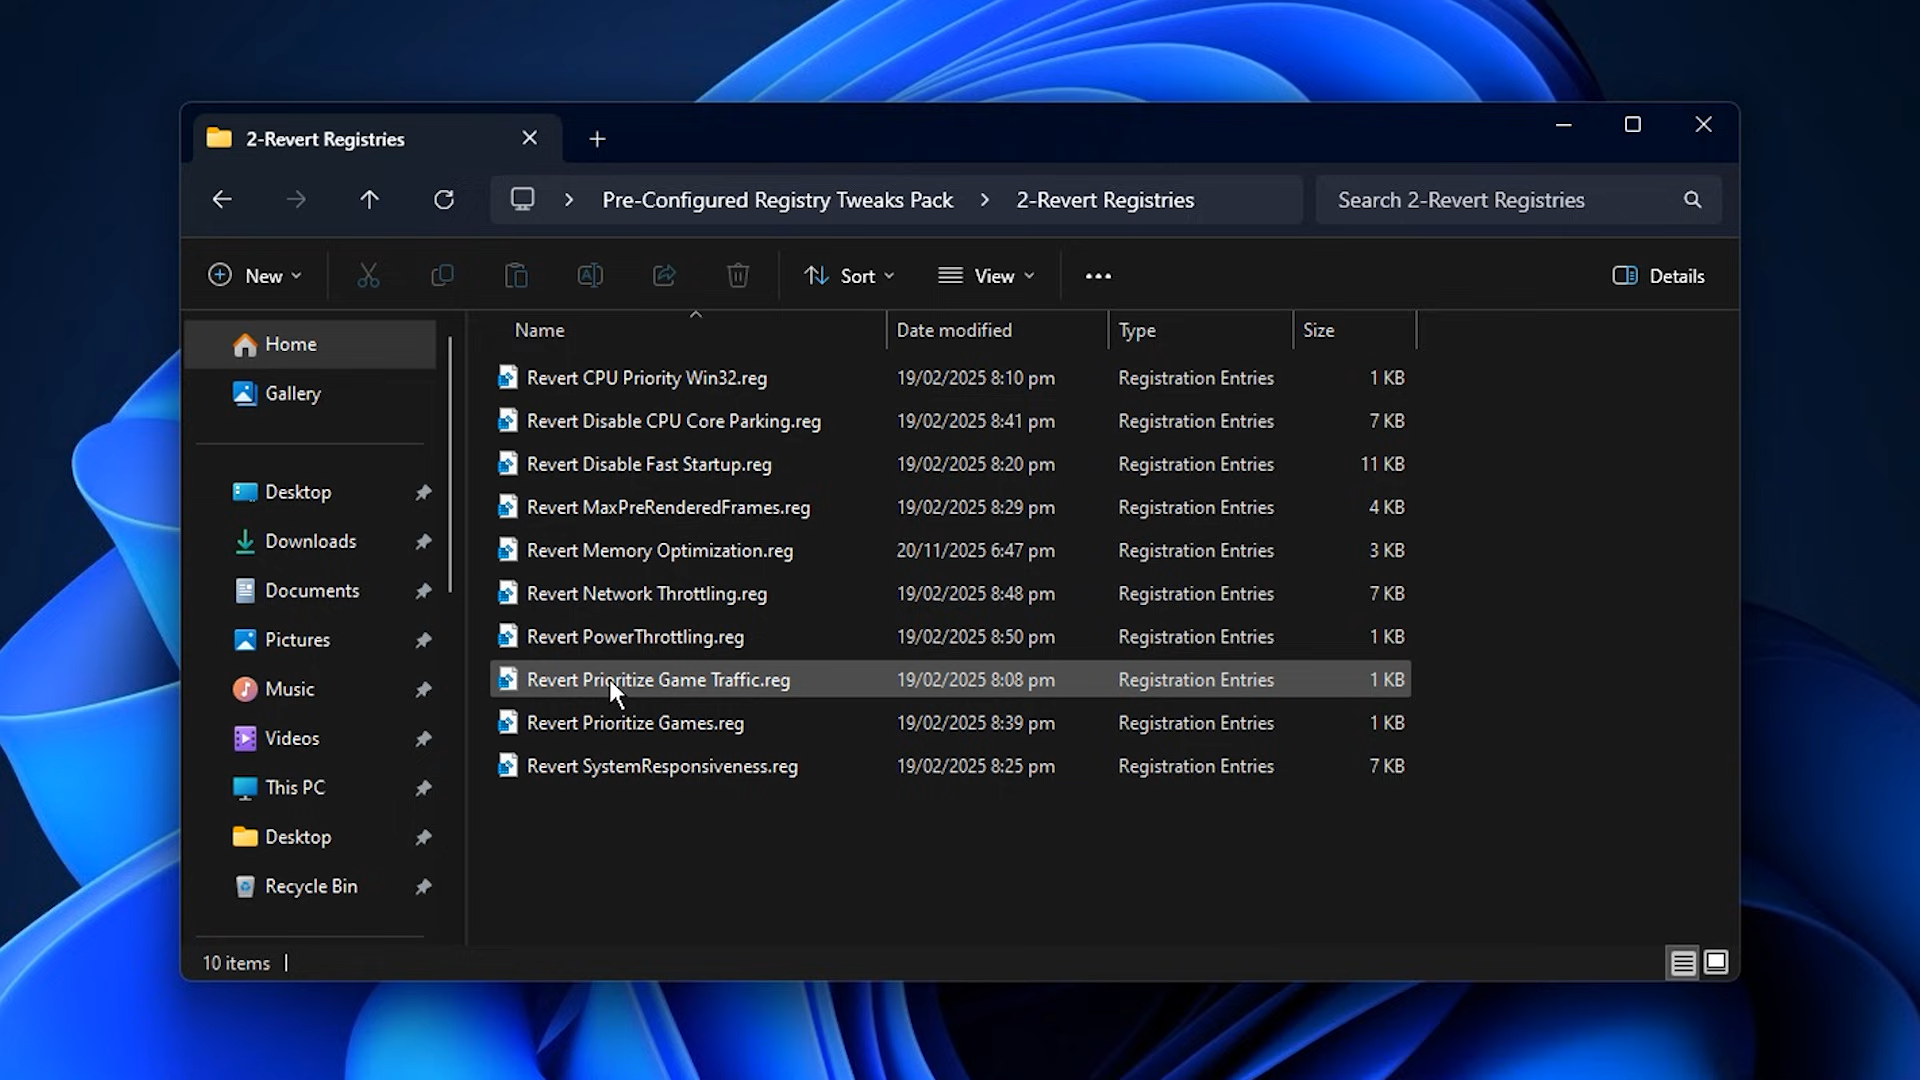 2-Revert Registries
Pre-Configured Registry Tweaks Pack > 2-Revert Registries
Search 2-Revert Registries
New
Sort
View
Details
Home
Gallery
Desktop
Downloads
Documents
Pictures
Music
Videos
This PC
Desktop
Recycle Bin
Name Date modified Type Size
Revert CPU Priority Win32.reg 19/02/2025 8:10 pm Registration Entries 1 KB
Revert Disable CPU Core Parking.reg 19/02/2025 8:41 pm Registration Entries 7 KB
Revert Disable Fast Startup.reg 19/02/2025 8:20 pm Registration Entries 11 KB
Revert MaxPreRenderedFrames.reg 19/02/2025 8:29 pm Registration Entries 4 KB
Revert Memory Optimization.reg 20/11/2025 6:47 pm Registration Entries 3 KB
Revert Network Throttling.reg 19/02/2025 8:48 pm Registration Entries 7 KB
Revert PowerThrottling.reg 19/02/2025 8:50 pm Registration Entries 1 KB
Revert Prioritize Game Traffic.reg 19/02/2025 8:08 pm Registration Entries 1 KB
Revert Prioritize Games.reg 19/02/2025 8:39 pm Registration Entries 1 KB
Revert SystemResponsiveness.reg 19/02/2025 8:25 pm Registration Entries 7 KB
10 items